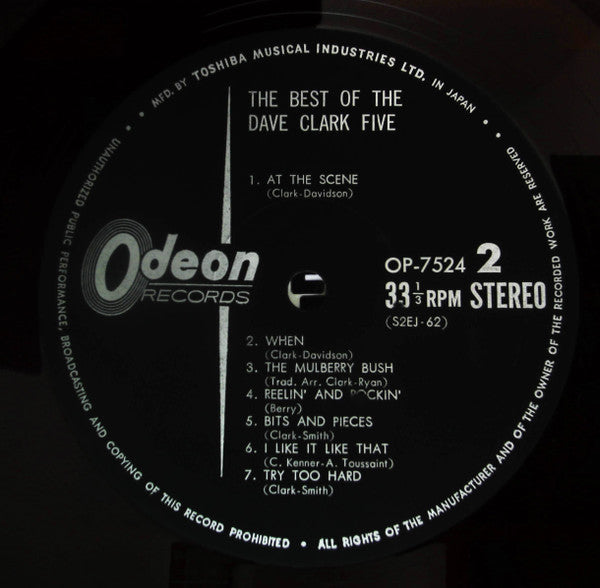 • • MFD. BY TOSHIBA MUSICAL INDUSTRIES LTD. IN JAPAN • •
THE BEST OF THE
DAVE CLARK FIVE
1. AT THE SCENE
(Clark-Davidson)
Odeon
RECORDS
OP-7524 2
33 1/3 RPM STEREO
(S2EJ-62)
2. WHEN
(Clark-Davidson)
3. THE MULBERRY BUSH
(Trad. Arr. Clark-Ryan)
4. REELIN' AND ROCKIN'
(Berry)
5. BITS AND PIECES
(Clark-Smith)
6. I LIKE IT LIKE THAT
(C. Kenner-A. Toussaint)
7. TRY TOO HARD
(Clark-Smith)
UNAUTHORIZED PUBLIC PERFORMANCE, BROADCASTING AND COPYING OF THIS RECORD PROHIBITED • ALL RIGHTS OF THE MANUFACTURER AND OF THE OWNER OF THE RECORDED WORK ARE RESERVED